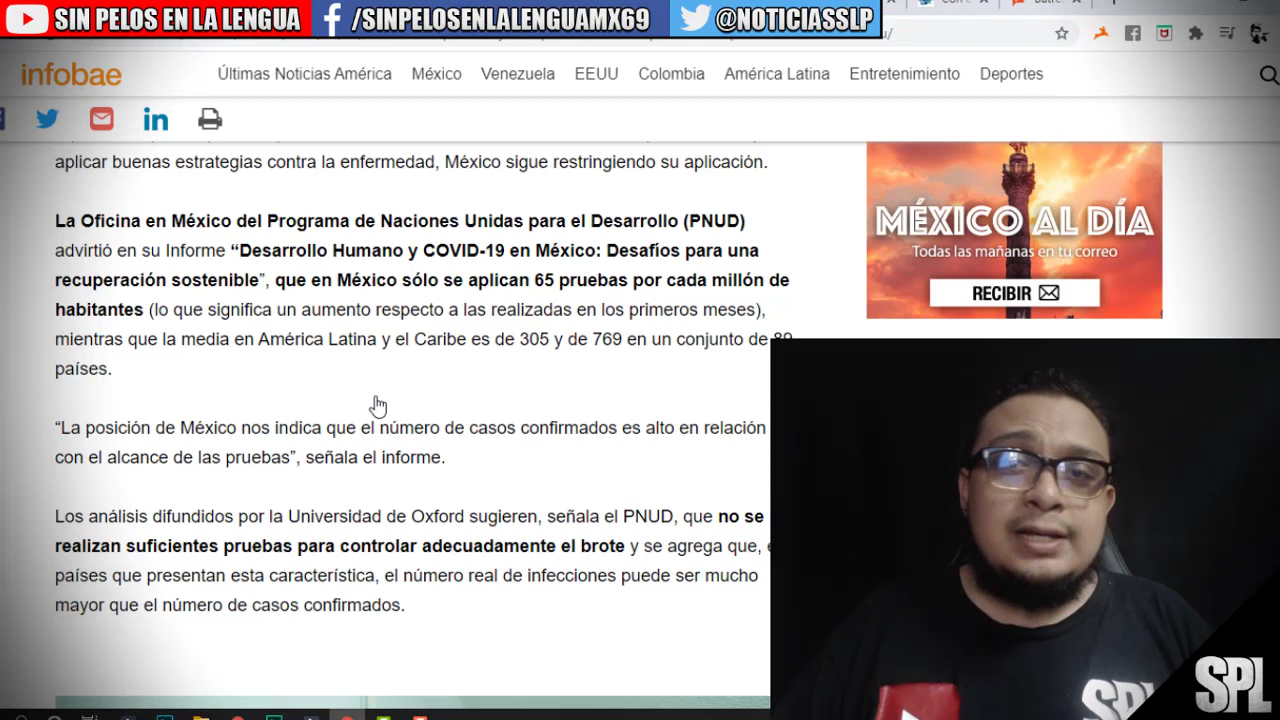 SIN PELOS EN LA LENGUA
/SINPELOSENLALENGUAMX69
@NOTICIASSLP
infobae
Últimas Noticias América México Venezuela EEUU Colombia América Latina Entretenimiento Deportes
aplicar buenas estrategias contra la enfermedad, México sigue restringiendo su aplicación.
La Oficina en México del Programa de Naciones Unidas para el Desarrollo (PNUD)
advirtió en su Informe “Desarrollo Humano y COVID-19 en México: Desafíos para una
recuperación sostenible”, que en México sólo se aplican 65 pruebas por cada millón de
habitantes (lo que significa un aumento respecto a las realizadas en los primeros meses),
mientras que la media en América Latina y el Caribe es de 305 y de 769 en un conjunto de
países.
“La posición de México nos indica que el número de casos confirmados es alto en relación
con el alcance de las pruebas”, señala el informe.
Los análisis difundidos por la Universidad de Oxford sugieren, señala el PNUD, que no se
realizan suficientes pruebas para controlar adecuadamente el brote y se agrega que,
países que presentan esta característica, el número real de infecciones puede ser mucho
mayor que el número de casos confirmados.
MÉXICO AL DÍA
Todas las mañanas en tu correo
RECIBIR
SPL
SPL